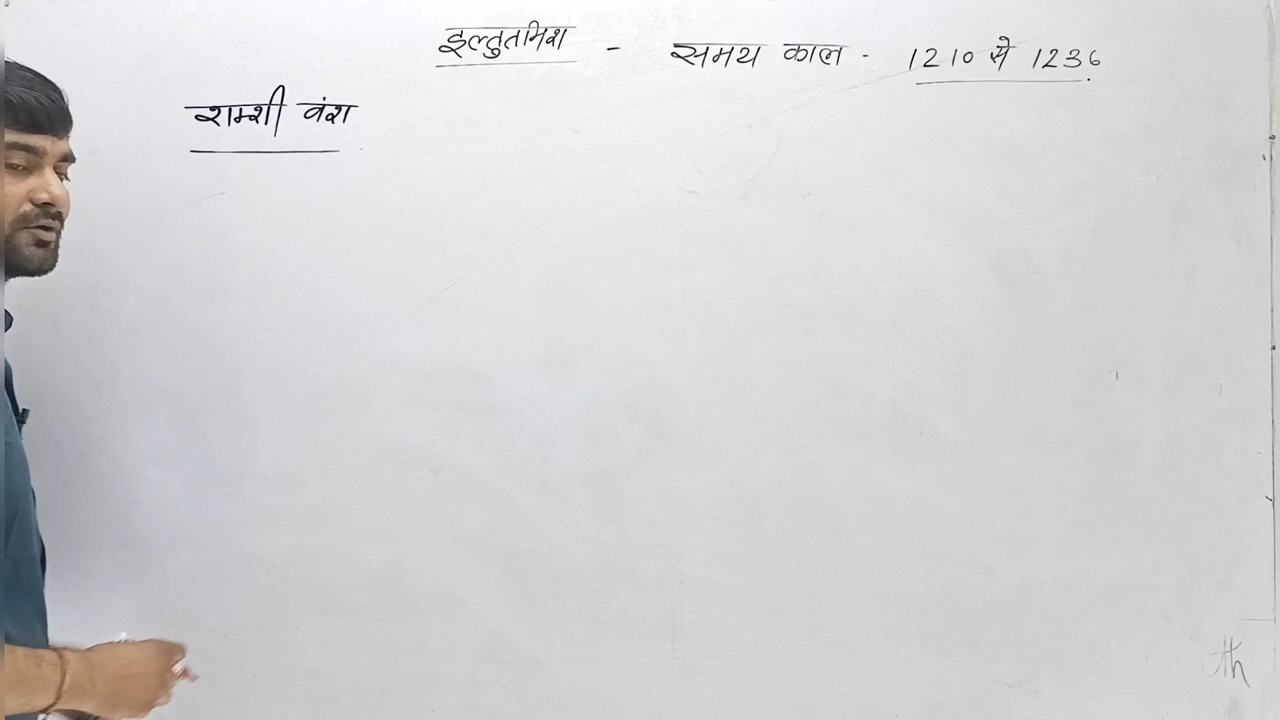 इल्तुतमिश - समय काल - 1210 से 1236
शम्शी वंश